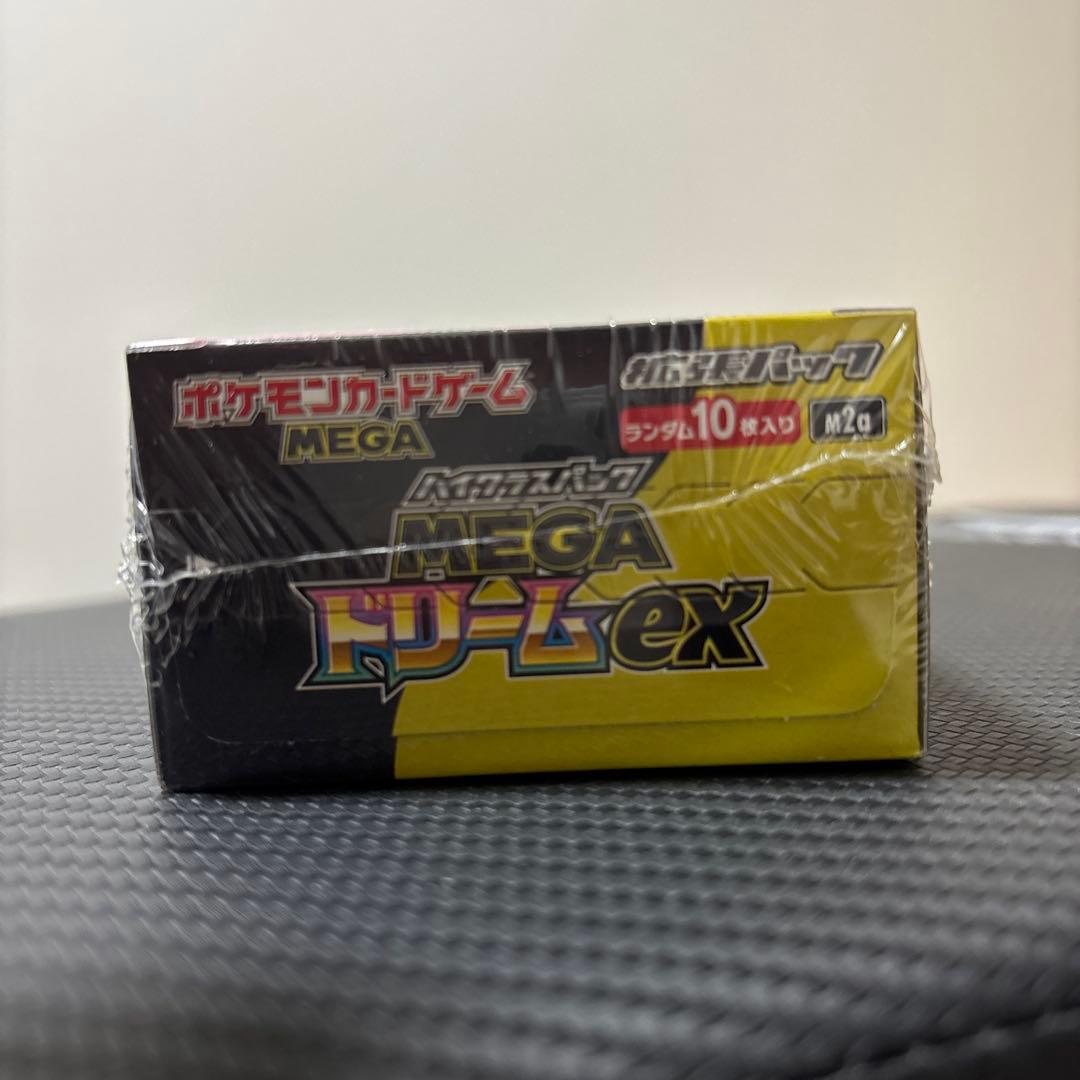 ポケモンカードゲーム
MEGA
拡張パック
ランダム10枚入り
M2a
ハイクラスパック
MEGA
ドリームex